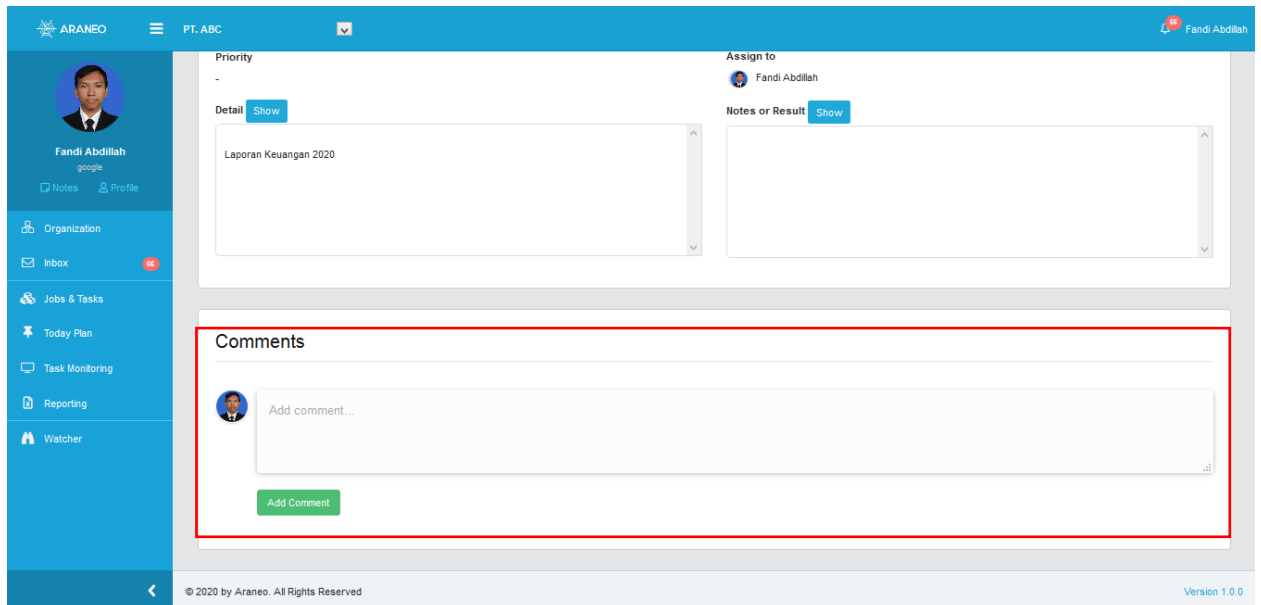 ARANEO
PT. ABC
66
Fandi Abdillah
Fandi Abdillah
google
Notes
Profile
Organization
Inbox
66
Jobs & Tasks
Today Plan
Task Monitoring
Reporting
Watcher
Priority
-
Assign to
Fandi Abdillah
Detail Show
Notes or Result Show
Laporan Keuangan 2020
Comments
Add comment...
Add Comment
© 2020 by Araneo. All Rights Reserved
Version 1.0.0